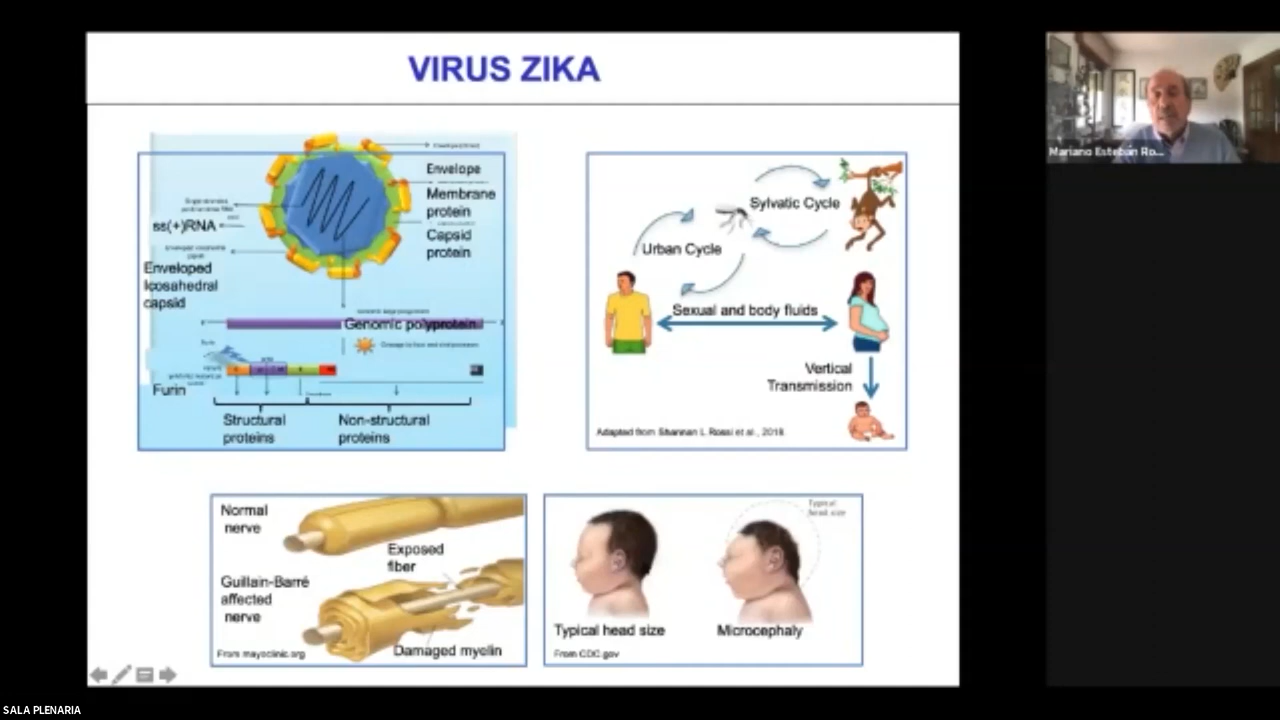 VIRUS ZIKA
Envelope
Membrane
protein
Capsid
protein
ss(+)RNA
Enveloped
Icosahedral
capsid
Genomic polyprotein
Furin
Structural
proteins
Non-structural
proteins
Sylvatic Cycle
Urban Cycle
Sexual and body fluids
Vertical
Transmission
Adapted from Shannan L Rossi et al., 2018
Normal
nerve
Exposed
fiber
Guillain-Barré
affected
nerve
Damaged myelin
From mayoclinic.org
Typical
head size
Typical head size
Microcephaly
From CDC.gov
Mariano Esteban Ro...
SALA PLENARIA